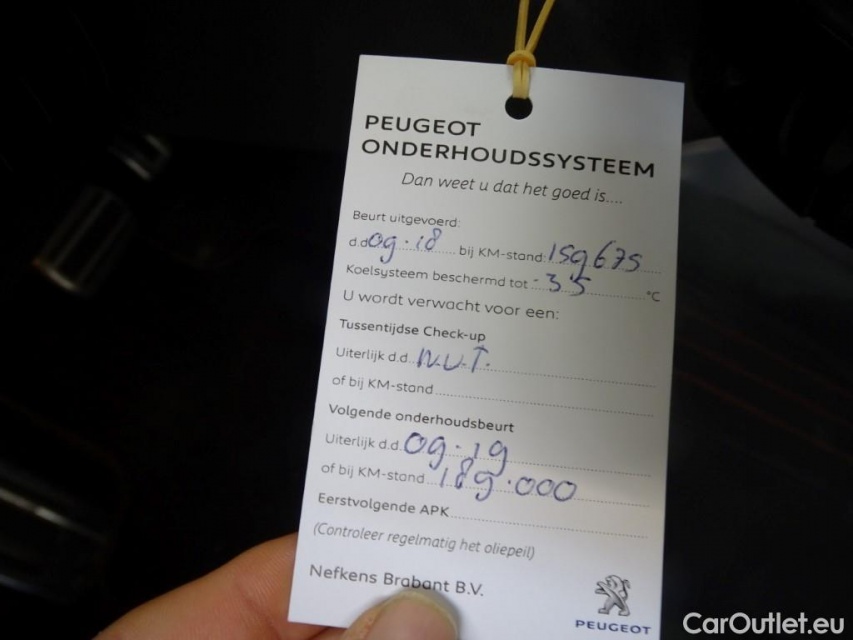 PEUGEOT
ONDERHOUDSSYSTEEM
Dan weet u dat het goed is....
Beurt uitgevoerd:
d.d. 09.18 bij KM-stand: 159675
Koelsysteem beschermd tot -35 °C
U wordt verwacht voor een:
Tussentijdse Check-up
Uiterlijk d.d. N.V.T.
of bij KM-stand
Volgende onderhoudsbeurt
Uiterlijk d.d. 09.19
of bij KM-stand 189.000
Eerstvolgende APK
(Controleer regelmatig het oliepeil)
Nefkens Brabant B.V.
PEUGEOT
CarOutlet.eu